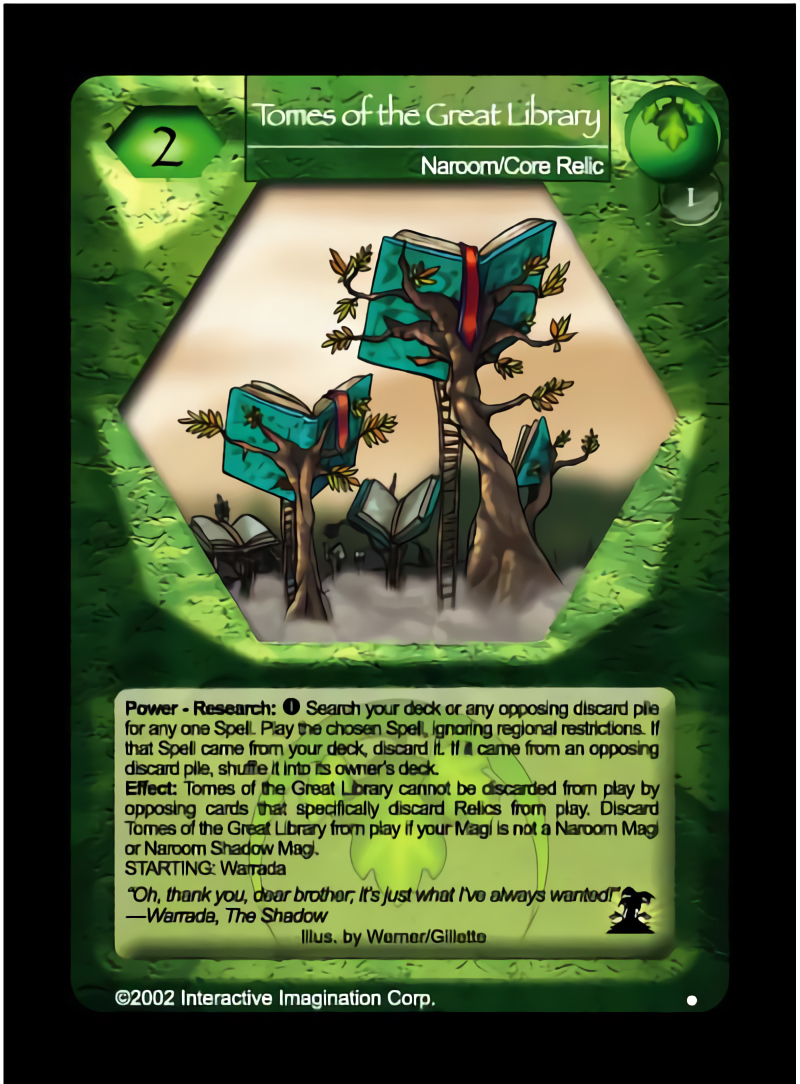 2
Tomes of the Great Library
Naroom/Core Relic
1
Power - Research: 1 Search your deck or any opposing discard pile
for any one Spell. Play the chosen Spell, ignoring regional restrictions. If
that Spell came from your deck, discard it. If it came from an opposing
discard pile, shuffle it into its owner's deck.
Effect: Tomes of the Great Library cannot be discarded from play by
opposing cards that specifically discard Relics from play. Discard
Tomes of the Great Library from play if your Magi is not a Naroom Magi
or Naroom Shadow Magi.
STARTING: Warrada
"Oh, thank you, dear brother; it's just what I've always wanted!"
—Warrada, The Shadow
Illus. by Werner/Gillette
©2002 Interactive Imagination Corp.